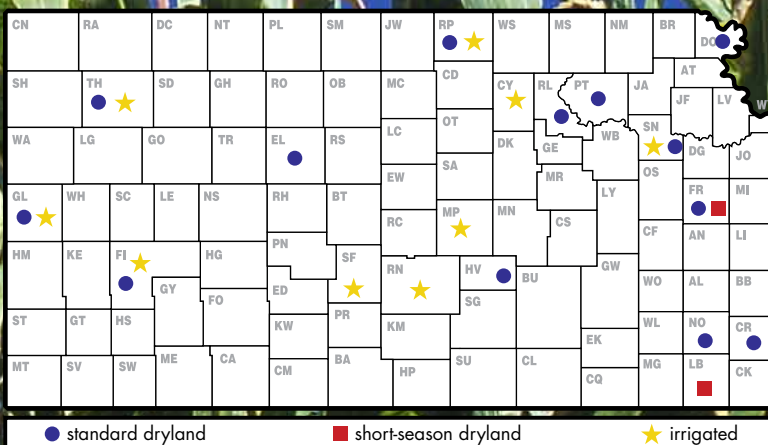 CN RA DC NT PL SM JW RP WS MS NM BR DO
SH TH SD GH RO OB MC CD CY RL PT JA AT
JF LV W
WA LG GO TR EL RS LC OT DK GE WB SN DG JO
EW SA MR OS
GL WH SC LE NS RH BT RC MP MN CS LY FR MI
HM KE FI HG PN SF RN HV BU GW CF AN LI
GY FO ED SG WO AL BB
ST GT HS KW PR KM EK WL NO CR
MT SV SW ME CA CM BA HP SU CL CQ MG LB CK
standard dryland short-season dryland irrigated